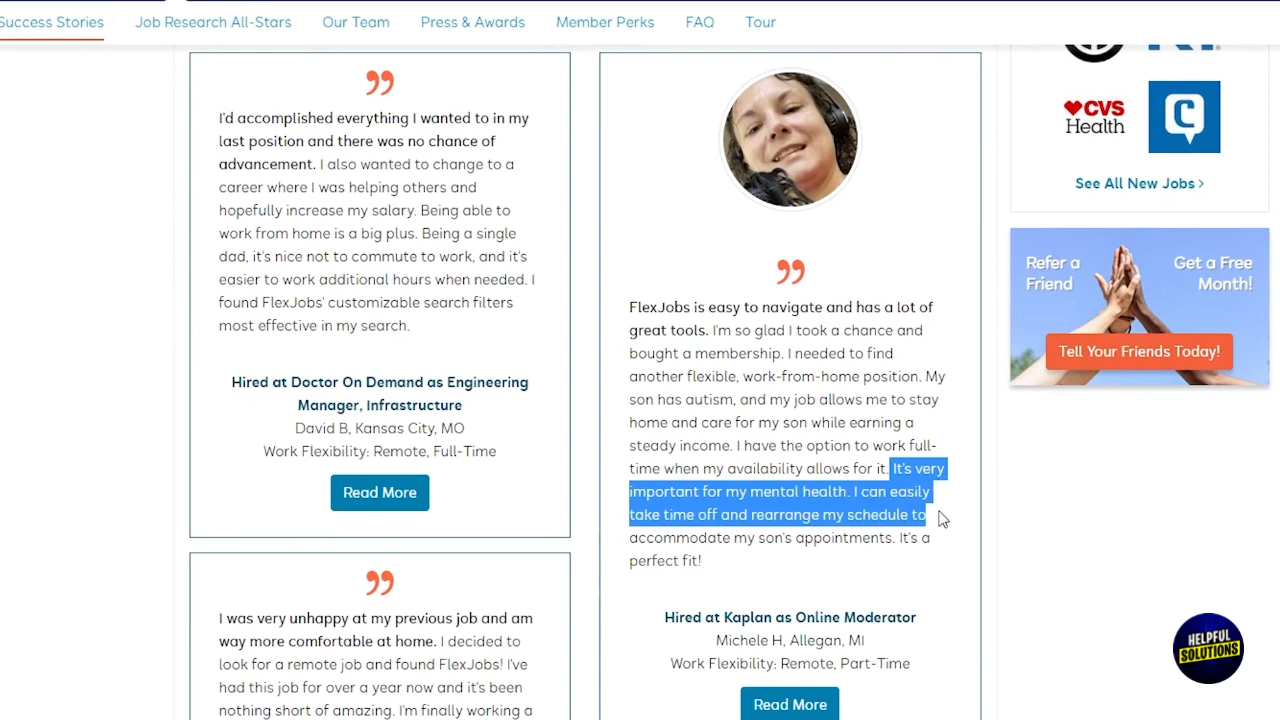 Success Stories
Job Research All-Stars
Our Team
Press & Awards
Member Perks
FAQ
Tour
I'd accomplished everything I wanted to in my
last position and there was no chance of
advancement. I also wanted to change to a
career where I was helping others and
hopefully increase my salary. Being able to
work from home is a big plus. Being a single
dad, it's nice not to commute to work, and it's
easier to work additional hours when needed. I
found FlexJobs' customizable search filters
most effective in my search.
Hired at Doctor On Demand as Engineering
Manager, Infrastructure
David B, Kansas City, MO
Work Flexibility: Remote, Full-Time
Read More
I was very unhappy at my previous job and am
way more comfortable at home. I decided to
look for a remote job and found FlexJobs! I've
had this job for over a year now and it's been
nothing short of amazing. I'm finally working a
FlexJobs is easy to navigate and has a lot of
great tools. I'm so glad I took a chance and
bought a membership. I needed to find
another flexible, work-from-home position. My
son has autism, and my job allows me to stay
home and care for my son while earning a
steady income. I have the option to work full-
time when my availability allows for it. It's very
important for my mental health. I can easily
take time off and rearrange my schedule to
accommodate my son's appointments. It's a
perfect fit!
Hired at Kaplan as Online Moderator
Michele H, Allegan, MI
Work Flexibility: Remote, Part-Time
Read More
CVS
Health
C
See All New Jobs >
Refer a
Friend
Get a Free
Month!
Tell Your Friends Today!
HELPFUL
SOLUTIONS